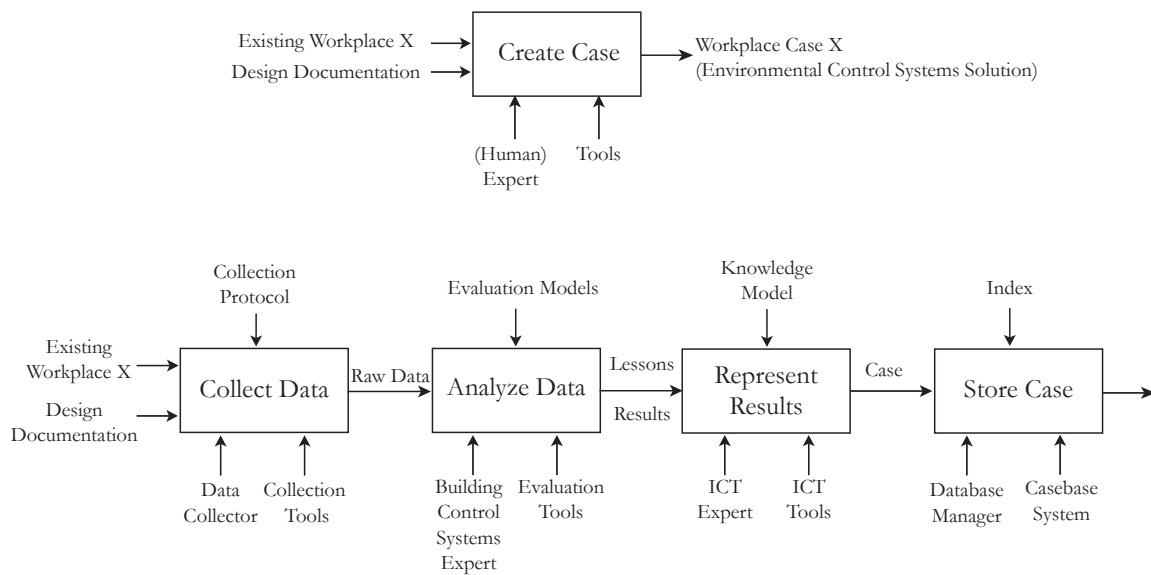 Existing Workplace X
Design Documentation
Create Case
Workplace Case X
(Environmental Control Systems Solution)
(Human)
Expert
Tools
Collection
Protocol
Evaluation Models
Knowledge
Model
Index
Existing
Workplace X
Design
Documentation
Collect Data
Raw Data
Analyze Data
Lessons
Results
Represent
Results
Case
Store Case
Data
Collector
Collection
Tools
Building
Control
Systems
Expert
Evaluation
Tools
ICT
Expert
ICT
Tools
Database
Manager
Casebase
System